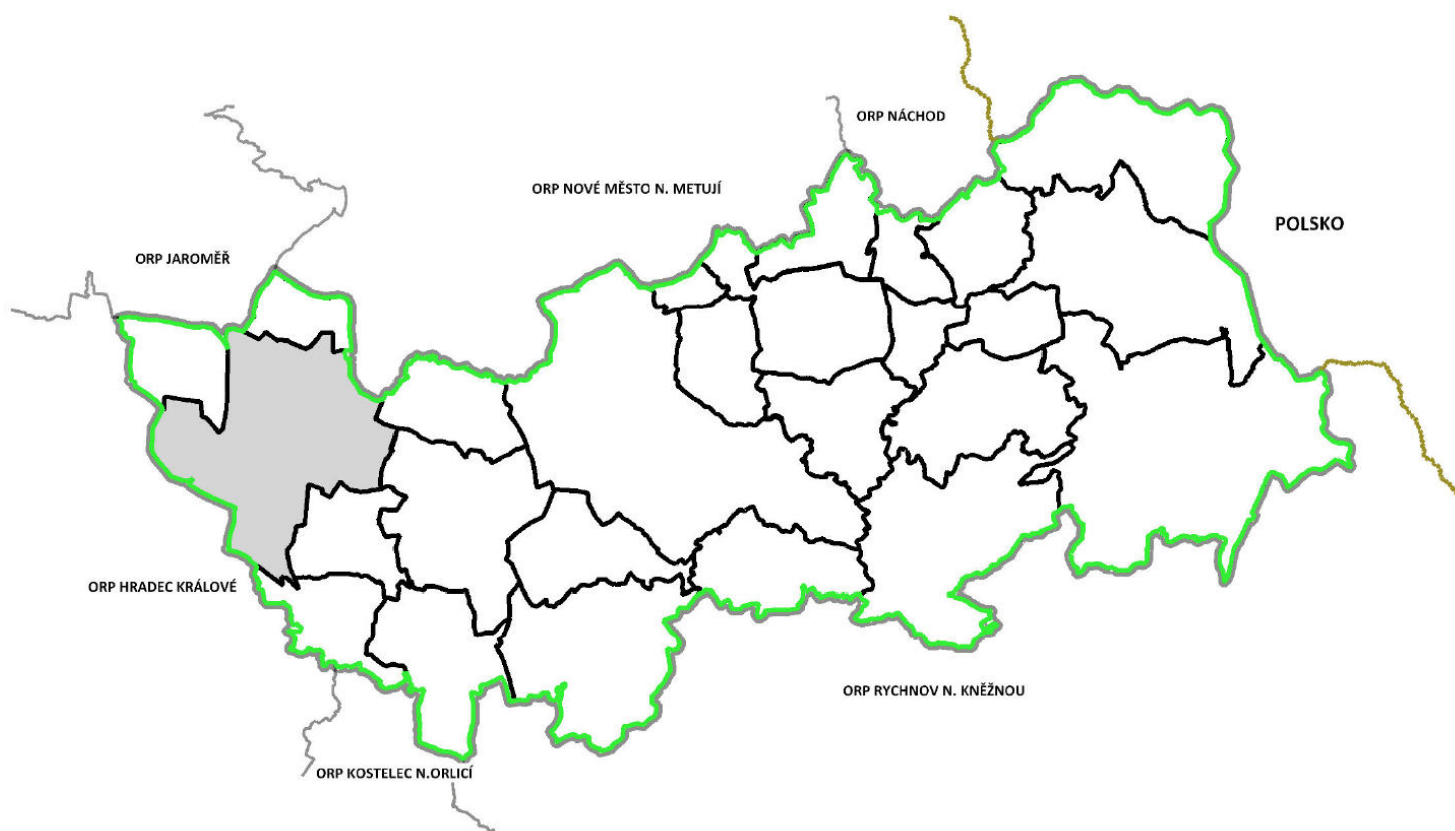 ORP NÁCHOD
ORP NOVÉ MĚSTO N. METUJÍ
POLSKO
ORP JAROMĚŘ
ORP HRADEC KRÁLOVÉ
ORP RYCHNOV N. KNĚŽNOU
ORP KOSTELEC N.ORLICÍ